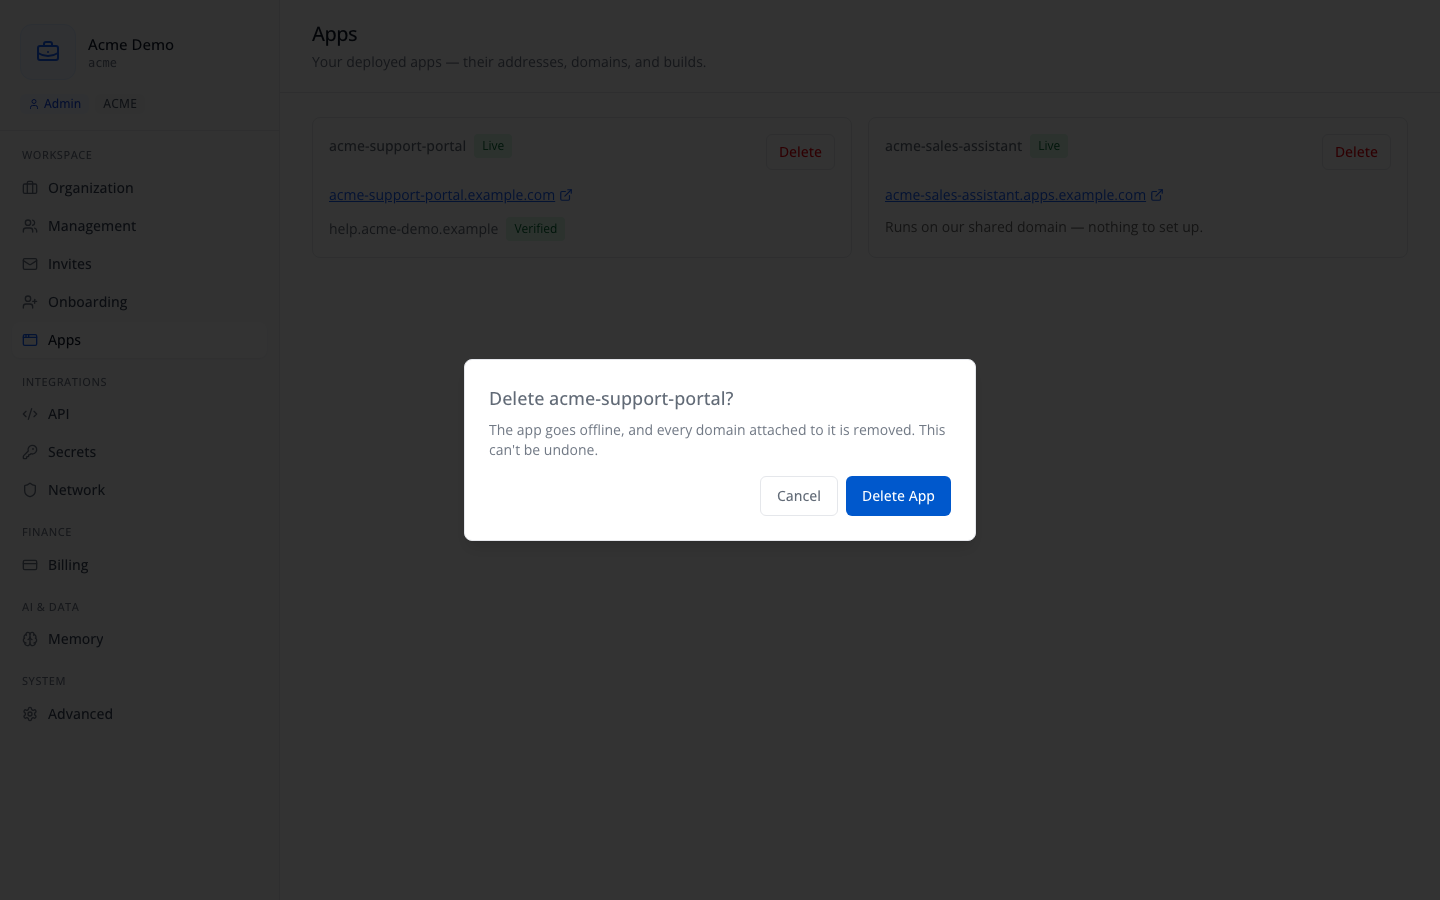 Acme Demo
acme
Admin
ACME
WORKSPACE
Organization
Management
Invites
Onboarding
Apps
INTEGRATIONS
API
Secrets
Network
FINANCE
Billing
AI & DATA
Memory
SYSTEM
Advanced
Apps
Your deployed apps — their addresses, domains, and builds.
acme-support-portal Live
Delete
acme-support-portal.example.com
help.acme-demo.example Verified
acme-sales-assistant Live
Delete
acme-sales-assistant.apps.example.com
Runs on our shared domain — nothing to set up.
Delete acme-support-portal?
The app goes offline, and every domain attached to it is removed. This
can't be undone.
Cancel
Delete App